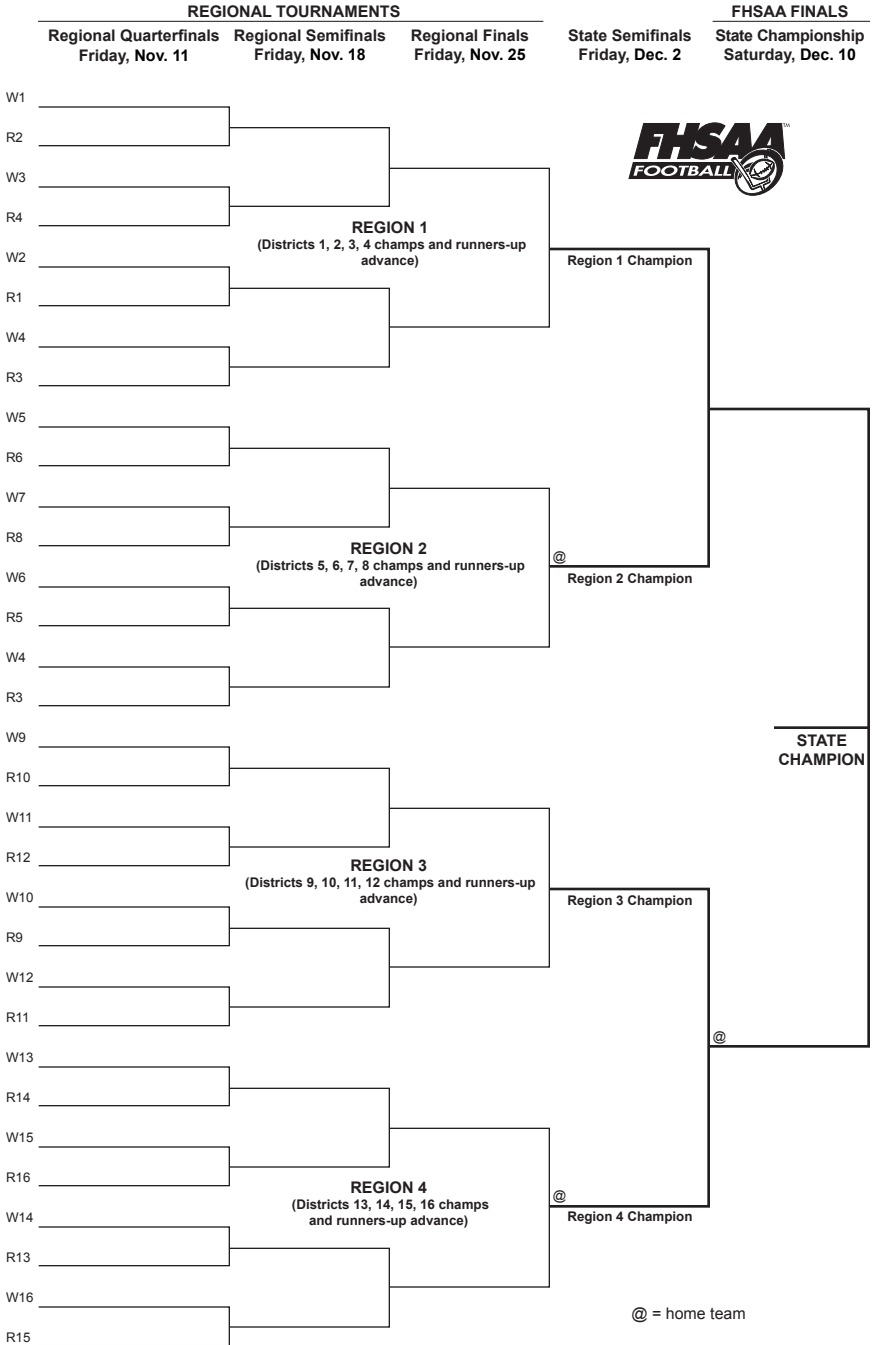 REGIONAL TOURNAMENTS
FHSAA FINALS
Regional Quarterfinals
Friday, Nov. 11
Regional Semifinals
Friday, Nov. 18
Regional Finals
Friday, Nov. 25
State Semifinals
Friday, Dec. 2
State Championship
Saturday, Dec. 10
FHSAA™
FOOTBALL
W1
R2
W3
R4
REGION 1
(Districts 1, 2, 3, 4 champs and runners-up
advance)
Region 1 Champion
W2
R1
W4
R3
W5
R6
W7
R8
REGION 2
(Districts 5, 6, 7, 8 champs and runners-up
advance)
@
Region 2 Champion
W6
R5
W4
R3
STATE
CHAMPION
W9
R10
W11
R12
REGION 3
(Districts 9, 10, 11, 12 champs and runners-up
advance)
Region 3 Champion
W10
R9
W12
R11
@
W13
R14
W15
R16
REGION 4
(Districts 13, 14, 15, 16 champs
and runners-up advance)
@
Region 4 Champion
W14
R13
W16
R15
@ = home team